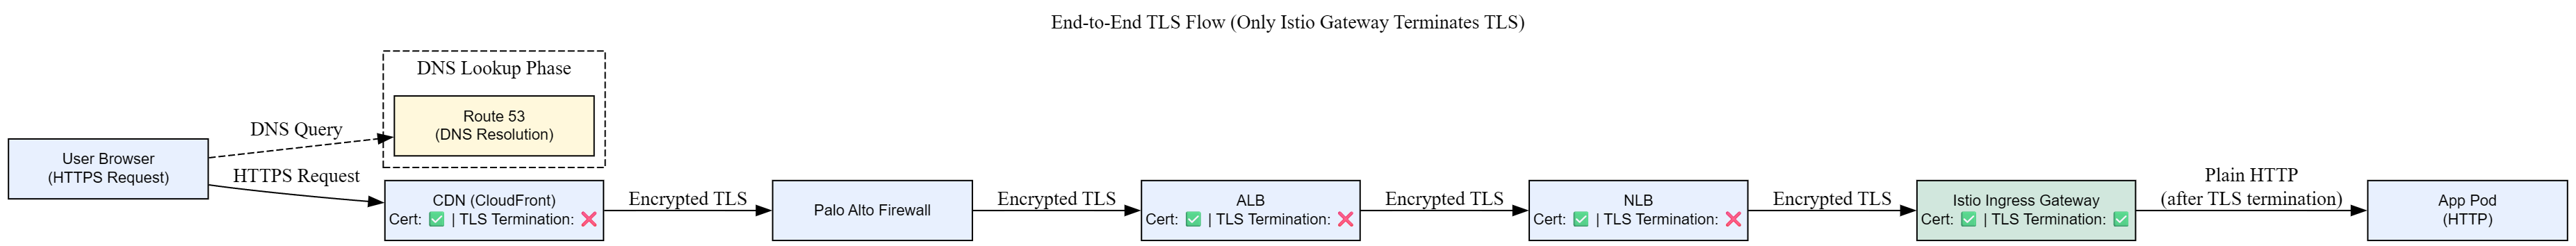 End-to-End TLS Flow (Only Istio Gateway Terminates TLS)
DNS Lookup Phase
Route 53
(DNS Resolution)
DNS Query
User Browser
(HTTPS Request)
HTTPS Request
CDN (CloudFront)
Cert: ✅ | TLS Termination: ❌
Encrypted TLS
Palo Alto Firewall
Encrypted TLS
ALB
Cert: ✅ | TLS Termination: ❌
Encrypted TLS
NLB
Cert: ✅ | TLS Termination: ❌
Encrypted TLS
Istio Ingress Gateway
Cert: ✅ | TLS Termination: ✅
Plain HTTP
(after TLS termination)
App Pod
(HTTP)